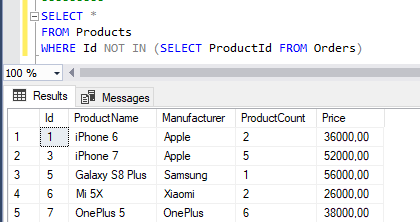 SELECT *
FROM Products
WHERE Id NOT IN (SELECT ProductId FROM Orders)
100 %
Results Messages
Id ProductName Manufacturer ProductCount Price
1 1 iPhone 6 Apple 2 36000,00
2 3 iPhone 7 Apple 5 52000,00
3 5 Galaxy S8 Plus Samsung 1 56000,00
4 6 Mi 5X Xiaomi 2 26000,00
5 7 OnePlus 5 OnePlus 6 38000,00